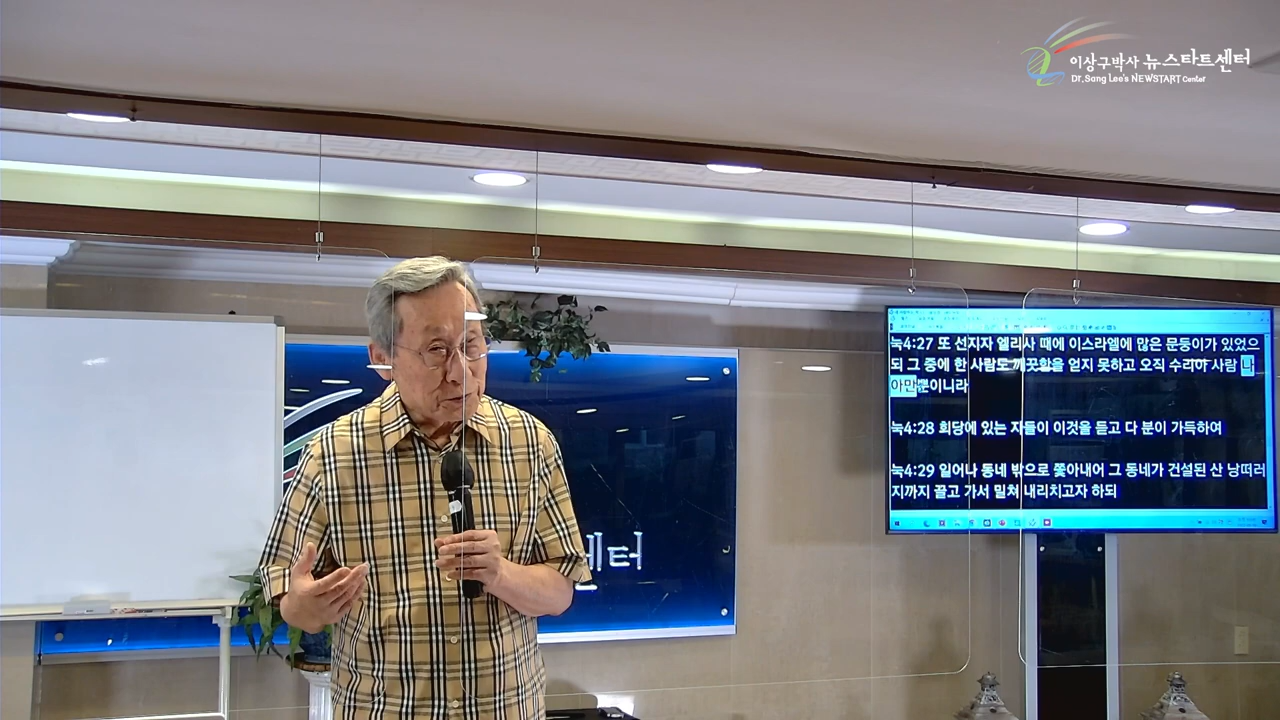 이상구박사 뉴스타트센터
Dr. Sang Lee's NEWSTART Center
눅4:27 또 선지자 엘리사 때에 이스라엘에 많은 문둥이가 있었으
되 그 중에 한 사람도 깨끗함을 얻지 못하고 오직 수리아 사람 나
아만뿐이니라
눅4:28 회당에 있는 자들이 이것을 듣고 다 분이 가득하여
눅4:29 일어나 동네 밖으로 쫓아내어 그 동네가 건설된 산 낭떠러
지까지 끌고 가서 밀쳐 내리치고자 하되
센터